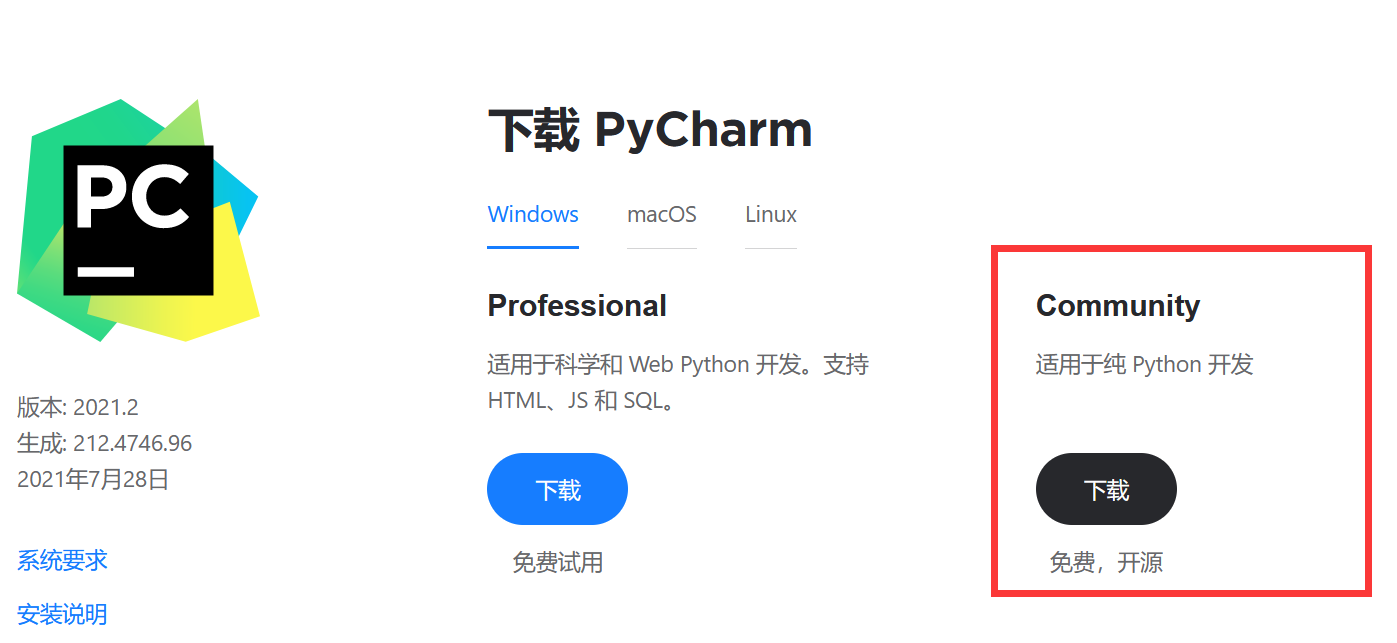 PC
下载 PyCharm
Windows macOS Linux
Professional
适用于科学和 Web Python 开发。支持
HTML、JS 和 SQL。
下载
免费试用
Community
适用于纯 Python 开发
下载
免费，开源
版本: 2021.2
生成: 212.4746.96
2021年7月28日
系统要求
安装说明